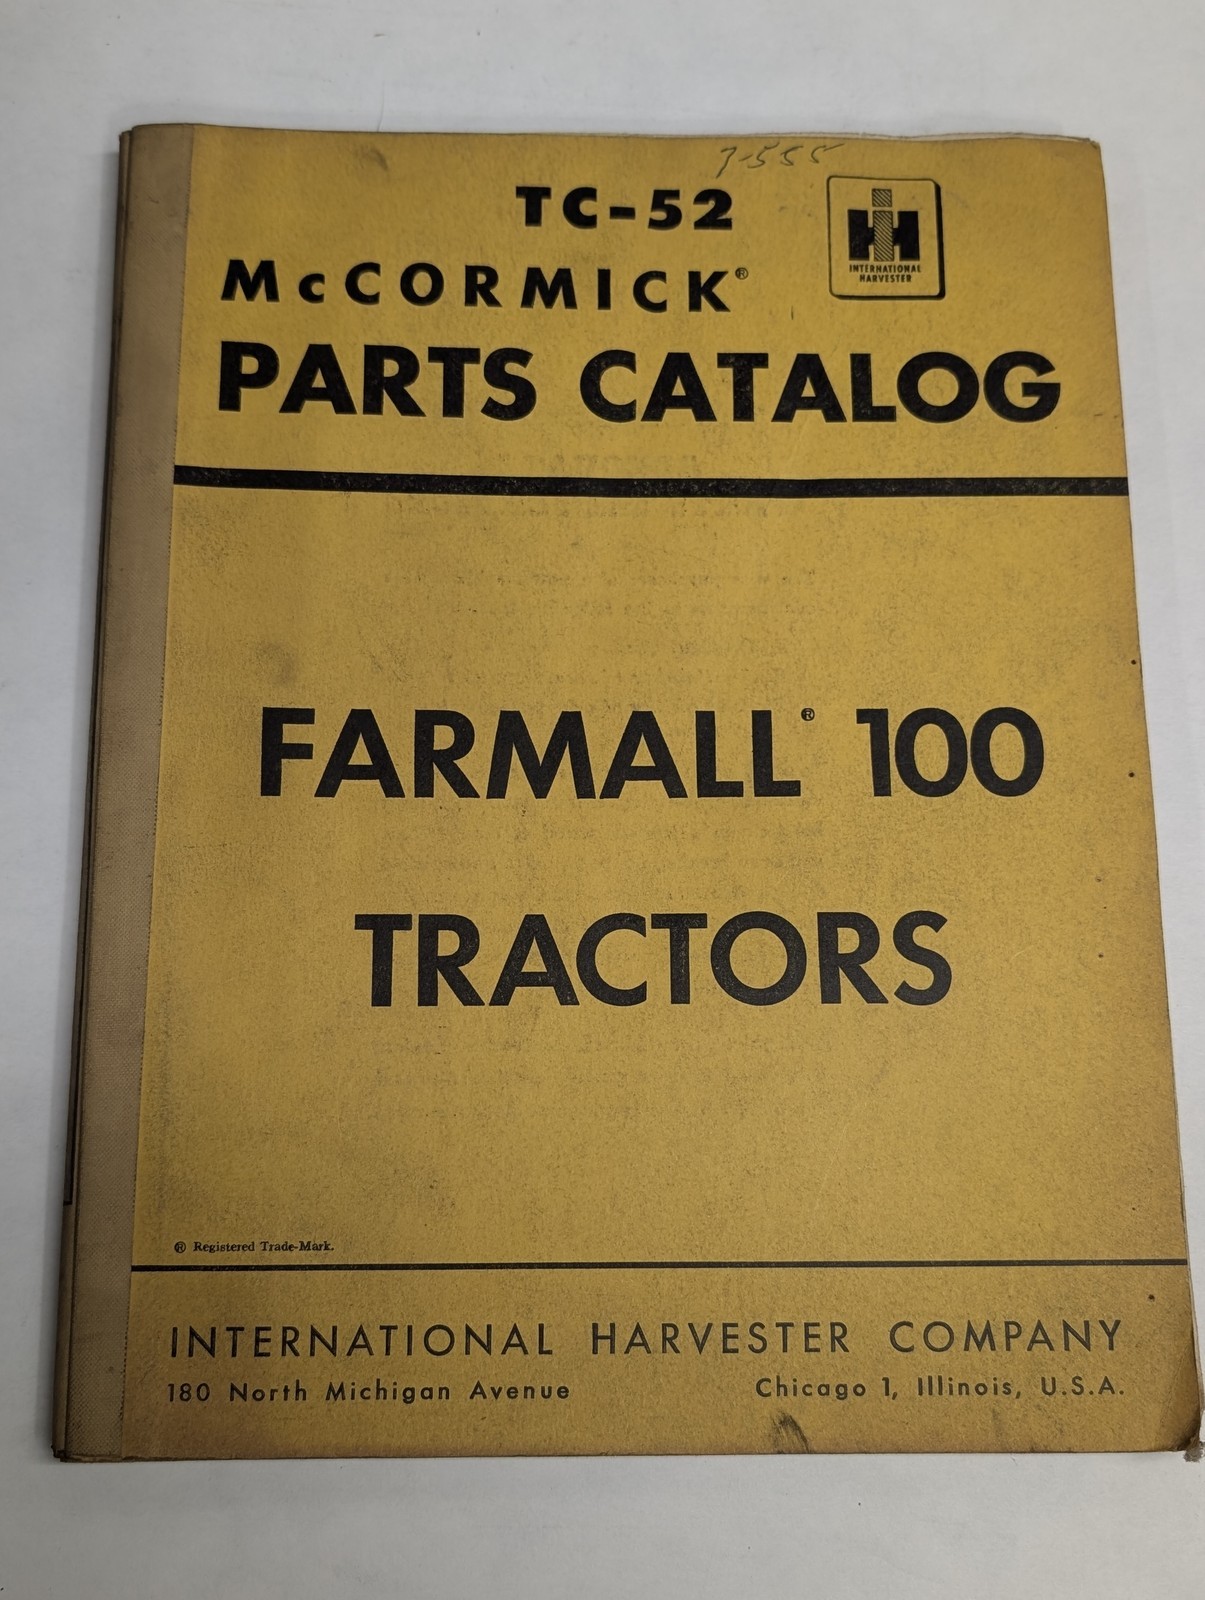 7-555
TC-52
McCORMICK®
IH
INTERNATIONAL
HARVESTER
PARTS CATALOG
FARMALL® 100
TRACTORS
® Registered Trade-Mark.
INTERNATIONAL HARVESTER COMPANY
180 North Michigan Avenue Chicago 1, Illinois, U.S.A.